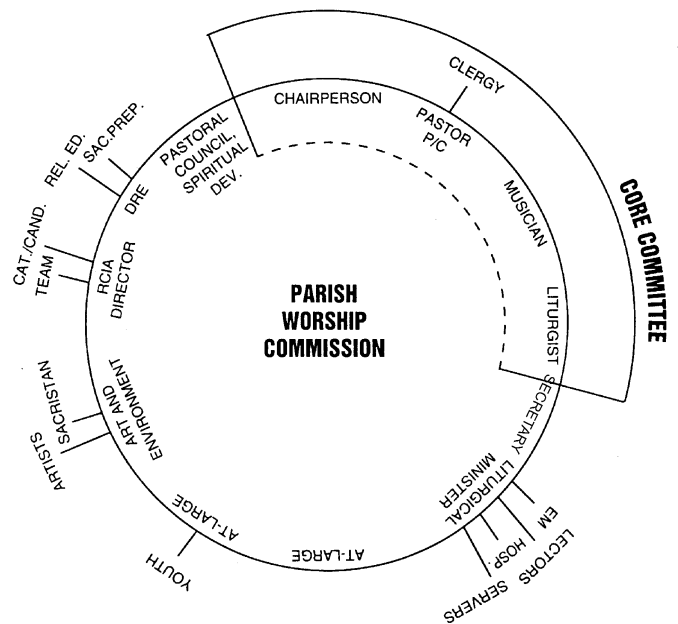 CORE COMMITTEE
CLERGY
CHAIRPERSON
PASTOR
P/C
MUSICIAN
LITURGIST
SECRETARY
LITURGICAL
MINISTER
EM
LECTORS
HOSP.
SERVERS
AT-LARGE
AT-LARGE
YOUTH
ART AND
ENVIRONMENT
SACRISTAN
ARTISTS
RCIA
DIRECTOR
TEAM
CAT./CAND.
DRE
REL. ED.
SAC.PREP.
PASTORAL
COUNCIL,
SPIRITUAL
DEV.
PARISH
WORSHIP
COMMISSION